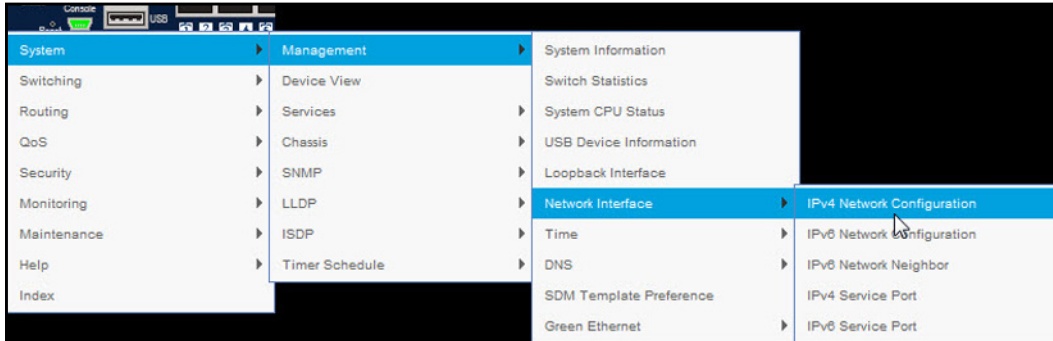 Console
USB
System
Switching
Routing
QoS
Security
Monitoring
Maintenance
Help
Index
Management
Device View
Services
Chassis
SNMP
LLDP
ISDP
Timer Schedule
System Information
Switch Statistics
System CPU Status
USB Device Information
Loopback Interface
Network Interface
Time
DNS
SDM Template Preference
Green Ethernet
IPv4 Network Configuration
IPv6 Network Configuration
IPv6 Network Neighbor
IPv4 Service Port
IPv6 Service Port